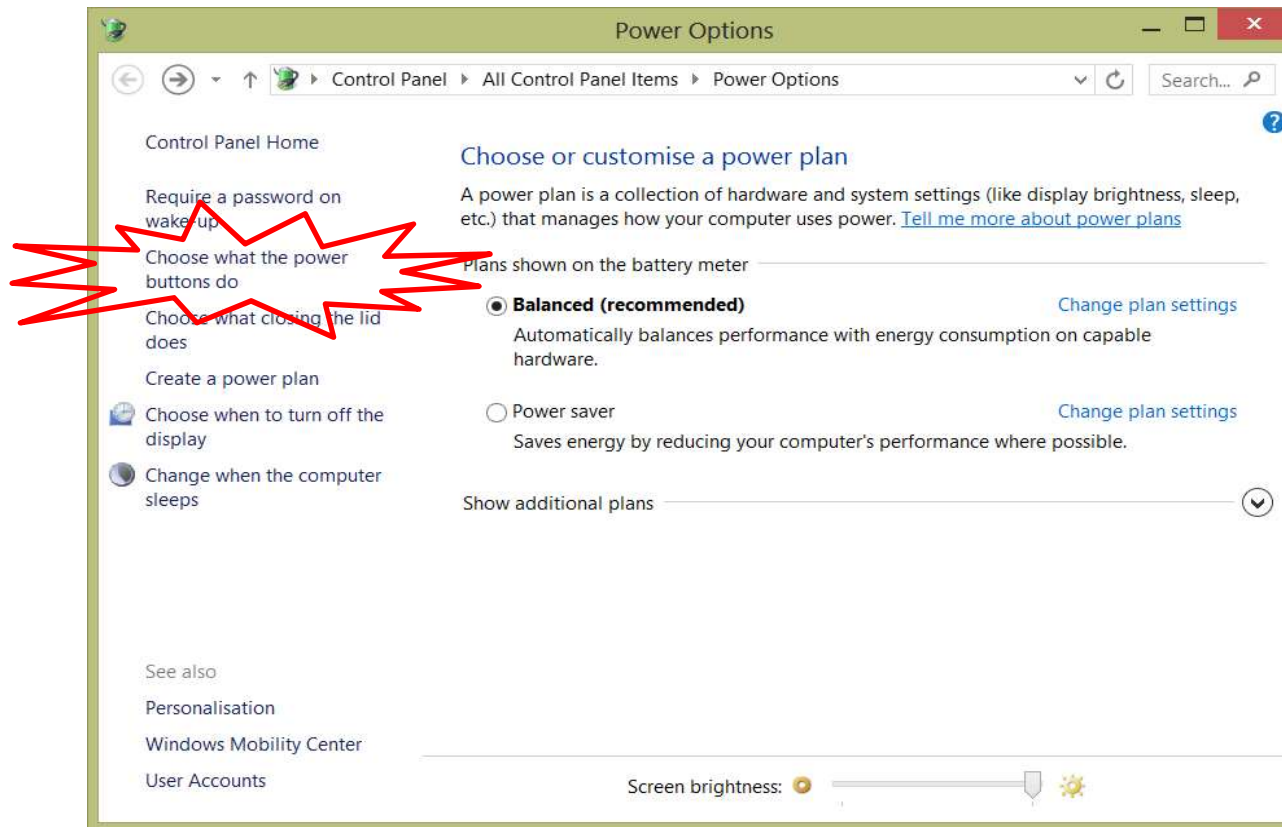 Power Options
Control Panel ▸ All Control Panel Items ▸ Power Options
Search...
Control Panel Home
Require a password on
wake-up
Choose what the power
buttons do
Choose what closing the lid
does
Create a power plan
Choose when to turn off the
display
Change when the computer
sleeps
See also
Personalisation
Windows Mobility Center
User Accounts
?
Choose or customise a power plan
A power plan is a collection of hardware and system settings (like display brightness, sleep,
etc.) that manages how your computer uses power. Tell me more about power plans
Plans shown on the battery meter
Balanced (recommended) Change plan settings
Automatically balances performance with energy consumption on capable
hardware.
Power saver Change plan settings
Saves energy by reducing your computer's performance where possible.
Show additional plans
Screen brightness: